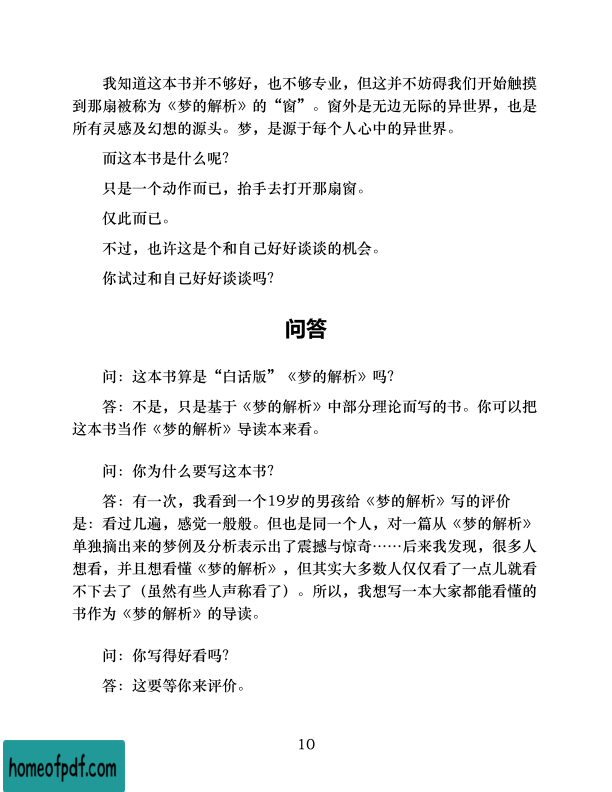 我知道这本书并不够好，也不够专业，但这并不妨碍我们开始触摸
到那扇被称为《梦的解析》的“窗”。窗外是无边无际的异世界，也是
所有灵感及幻想的源头。梦，是源于每个人心中的异世界。
而这本书是什么呢？
只是一个动作而已，抬手去打开那扇窗。
仅此而已。
不过，也许这是个和自己好好谈谈的机会。
你试过和自己好好谈谈吗？
问答
问：这本书算是“白话版”《梦的解析》吗？
答：不是，只是基于《梦的解析》中部分理论而写的书。你可以把
这本书当作《梦的解析》导读本来看。
问：你为什么要写这本书？
答：有一次，我看到一个19岁的男孩给《梦的解析》写的评价
是：看过几遍，感觉一般般。但也是同一个人，对一篇从《梦的解析》
单独摘出来的梦例及分析表示出了震撼与惊奇……后来我发现，很多人
想看，并且想看懂《梦的解析》，但其实大多数人仅仅看了一点儿就看
不下去了（虽然有些人声称看了）。所以，我想写一本大家都能看懂的
书作为《梦的解析》的导读。
问：你写得好看吗？
答：这要等你来评价。
10
homeofpdf.com